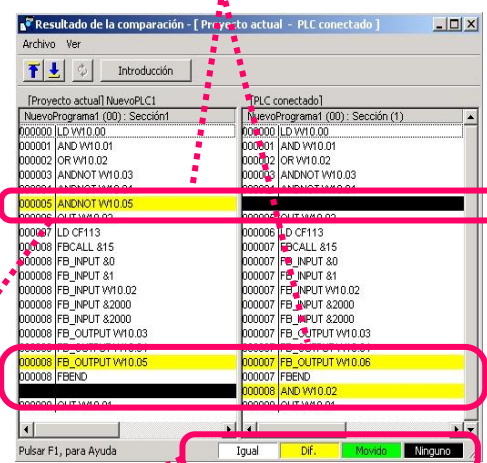 Resultado de la comparación - [ Proyecto actual - PLC conectado ]
Archivo Ver
Introducción
[Proyecto actual] NuevoPLC1 [PLC conectado]
NuevoPrograma1 (00) : Sección1 NuevoPrograma1 (00) : Sección (1)
000000 LD W10.00 000000 LD W10.00
000001 AND W10.01 000001 AND W10.01
000002 OR W10.02 000002 OR W10.02
000003 ANDNOT W10.03 000003 ANDNOT W10.03
000005 ANDNOT W10.05
000007 LD CF113 000006 LD CF113
000008 FBCALL &15 000007 FBCALL &15
000008 FB_INPUT &0 000007 FB_INPUT &0
000008 FB_INPUT &1 000007 FB_INPUT &1
000008 FB_INPUT W10.02 000007 FB_INPUT W10.02
000008 FB_INPUT &2000 000007 FB_INPUT &2000
000008 FB_INPUT &2000 000007 FB_INPUT &2000
000008 FB_OUTPUT W10.03 000007 FB_OUTPUT W10.03
000008 FB_OUTPUT W10.05 000007 FB_OUTPUT W10.06
000008 FBEND 000007 FBEND
000008 AND W10.02
Pulsar F1, para Ayuda Igual Dif. Movido Ninguno